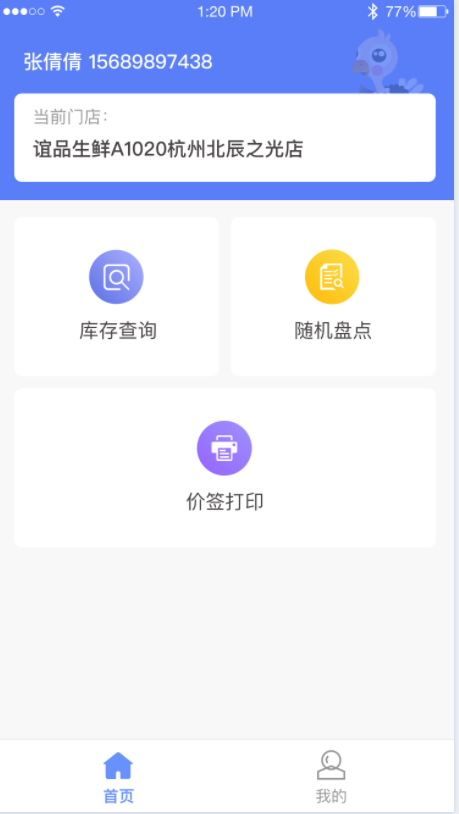 1:20 PM
77%
张倩倩 15689897438
当前门店：
谊品生鲜A1020杭州北辰之光店
库存查询
随机盘点
价签打印
首页
我的